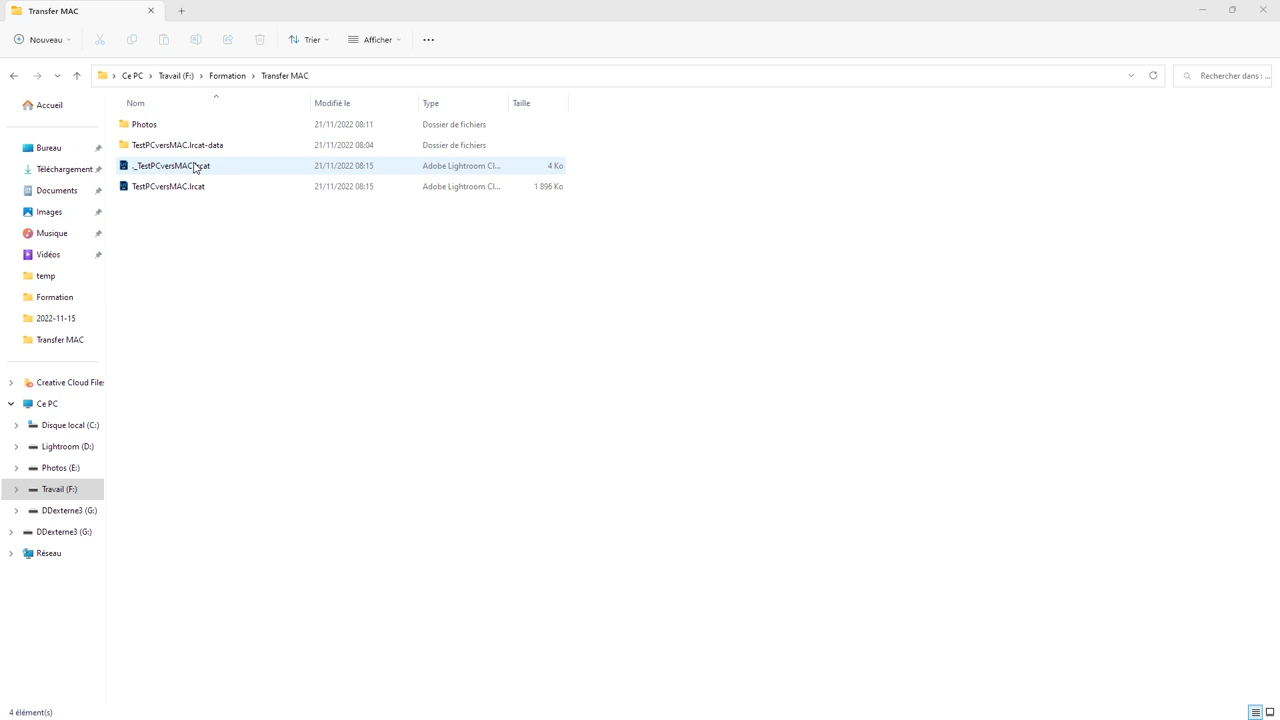 Transfer MAC
Nouveau
Trier
Afficher
Ce PC > Travail (F:) > Formation > Transfer MAC
Rechercher dans : ...
Accueil
Bureau
Téléchargement
Documents
Images
Musique
Vidéos
temp
Formation
2022-11-15
Transfer MAC
Creative Cloud Files
Ce PC
Disque local (C:)
Lightroom (D:)
Photos (E:)
Travail (F:)
DDexterne3 (G:)
DDexterne3 (G:)
Réseau
Nom Modifié le Type Taille
Photos 21/11/2022 08:11 Dossier de fichiers
TestPCversMAC.lrcat-data 21/11/2022 08:04 Dossier de fichiers
._TestPCversMAC.lrcat 21/11/2022 08:15 Adobe Lightroom Cl... 4 Ko
TestPCversMAC.lrcat 21/11/2022 08:15 Adobe Lightroom Cl... 1 896 Ko
4 élément(s)